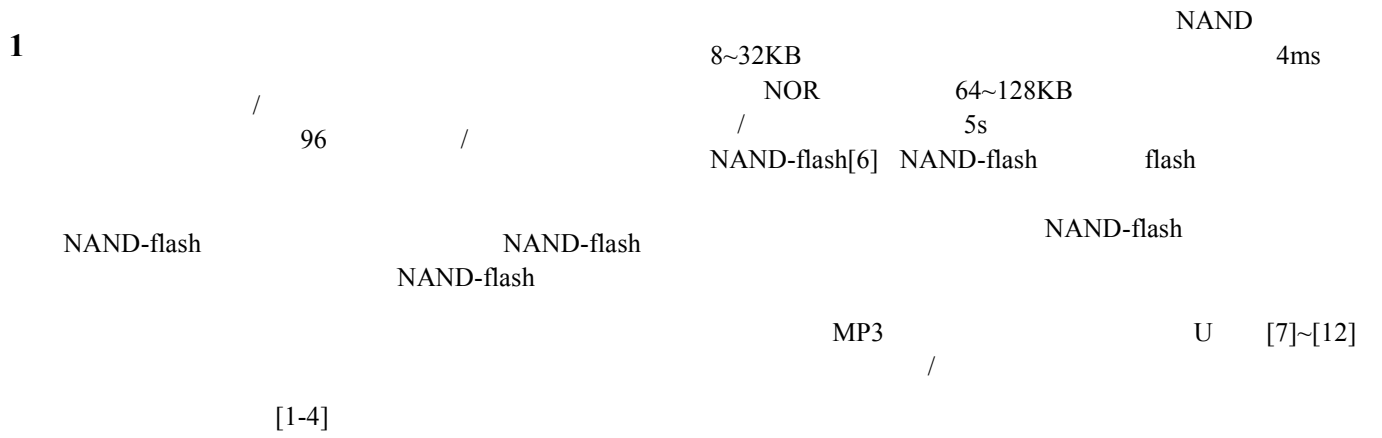 1
/
96 /
NAND-flash NAND-flash
NAND-flash
[1-4]
NAND
8~32KB 4ms
NOR 64~128KB
/ 5s
NAND-flash[6] NAND-flash flash
NAND-flash
MP3 U [7]~[12]
/